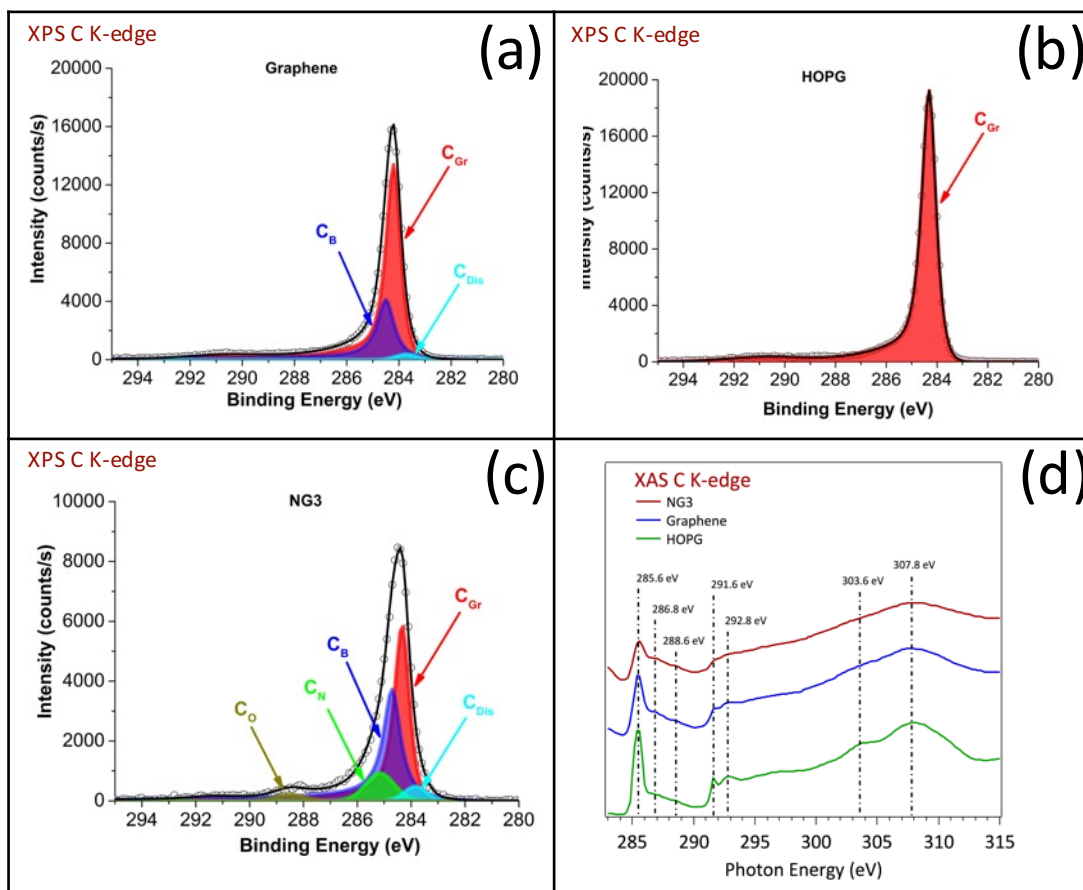 XPS C K-edge
(a)
Graphene
20000
16000
12000
8000
4000
0
Intensity (counts/s)
C_Gr
C_B
C_Dis
294 292 290 288 286 284 282 280
Binding Energy (eV)
XPS C K-edge
(b)
HOPG
20000
16000
12000
8000
4000
0
Intensity (counts/s)
C_Gr
294 292 290 288 286 284 282 280
Binding Energy (eV)
XPS C K-edge
(c)
NG3
10000
8000
6000
4000
2000
0
Intensity (counts/s)
C_Gr
C_B
C_N
C_O
C_Dis
294 292 290 288 286 284 282 280
Binding Energy (eV)
(d)
XAS C K-edge
NG3
Graphene
HOPG
285.6 eV
286.8 eV
288.6 eV
291.6 eV
292.8 eV
303.6 eV
307.8 eV
285 290 295 300 305 310 315
Photon Energy (eV)